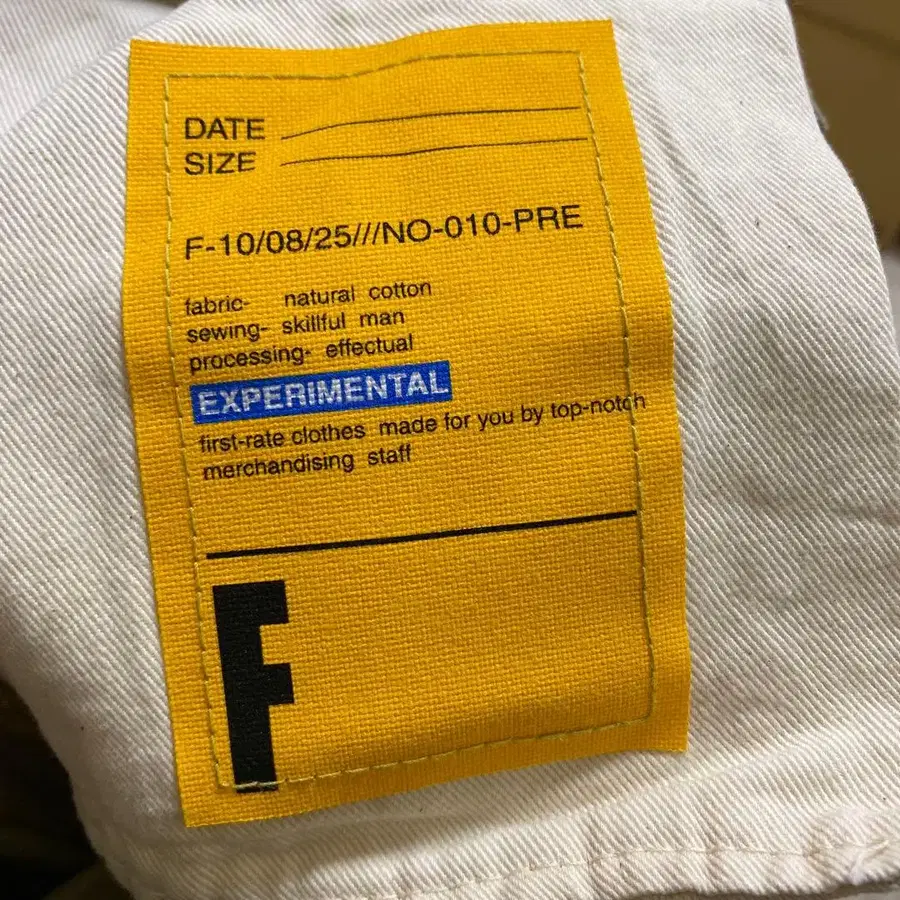 DATE
SIZE
F-10/08/25///NO-010-PRE
fabric- natural cotton
sewing- skillful man
processing- effectual
EXPERIMENTAL
first-rate clothes made for you by top-notch
merchandising staff
F